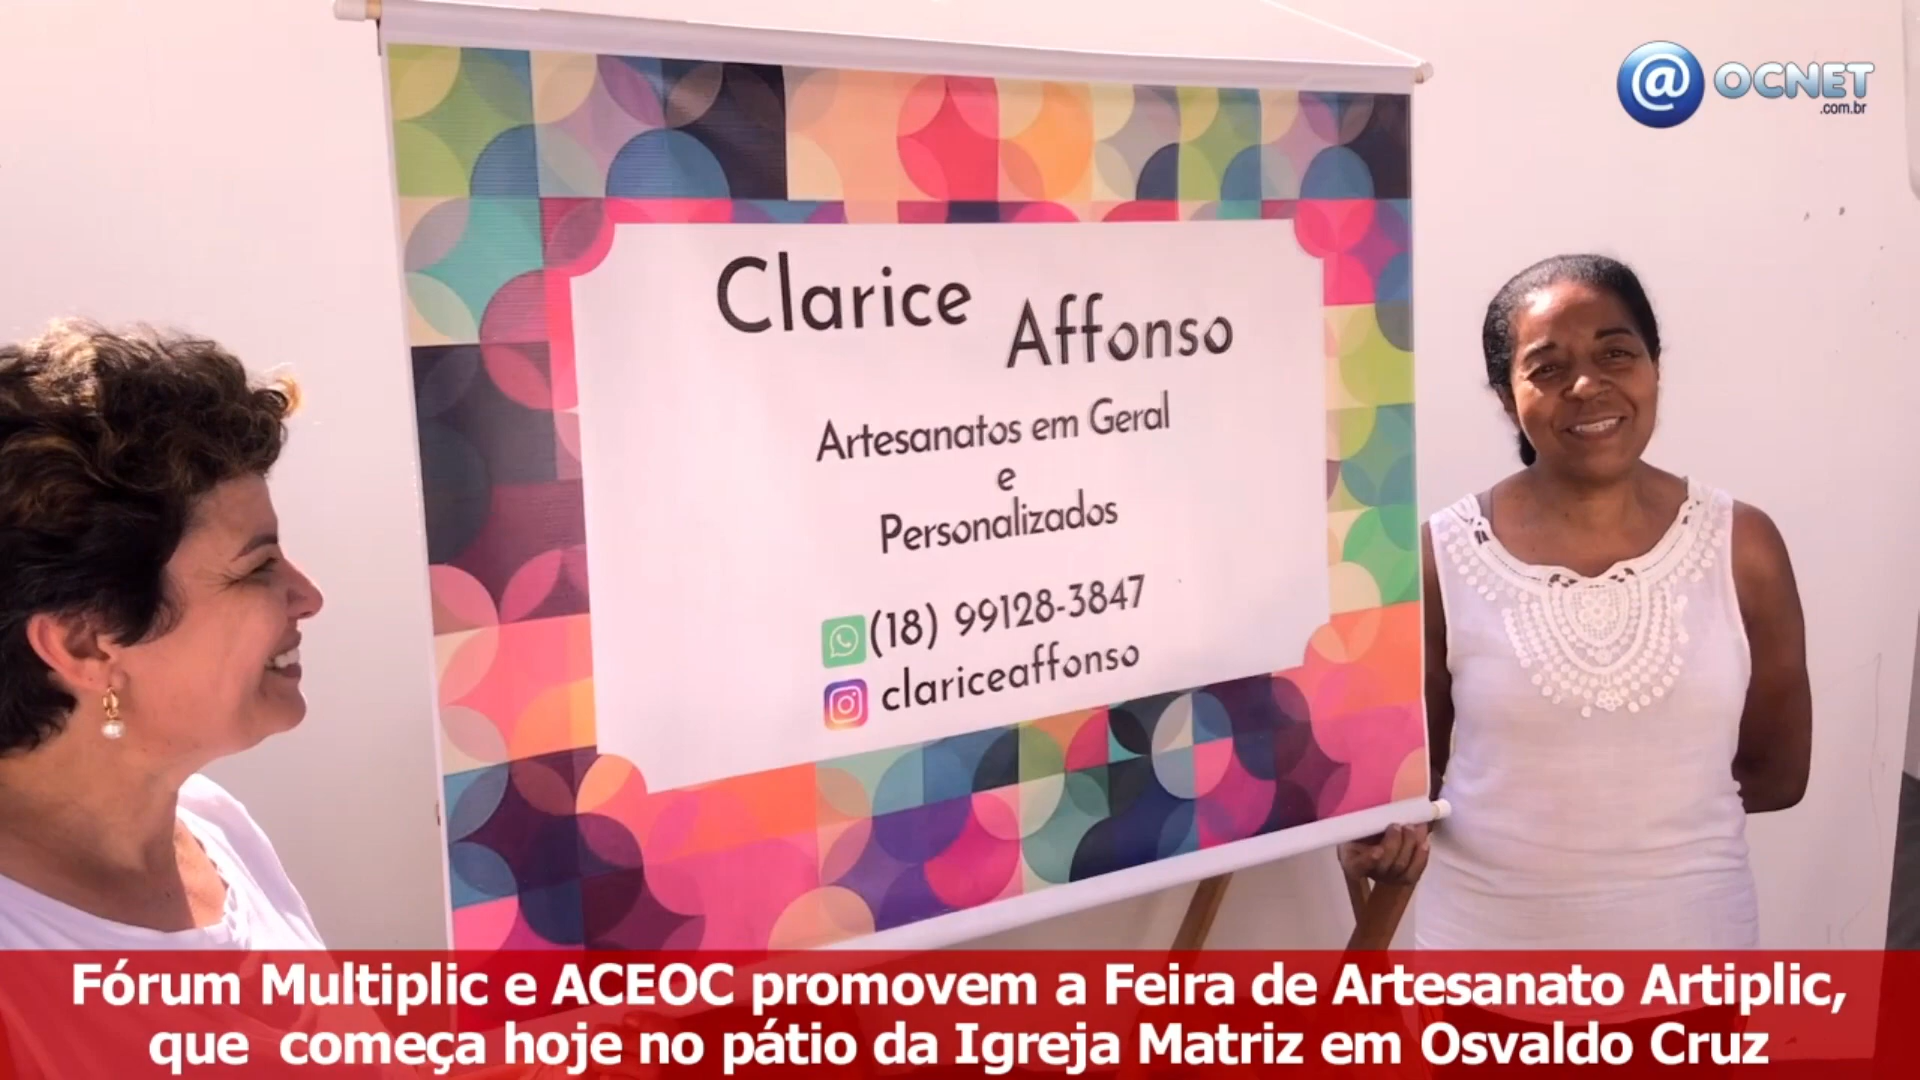 @ OCNET
.com.br
Clarice
Affonso
Artesanatos em Geral
e
Personalizados
(18) 99128-3847
clariceaffonso
Fórum Multiplic e ACEOC promovem a Feira de Artesanato Artiplic,
que começa hoje no pátio da Igreja Matriz em Osvaldo Cruz